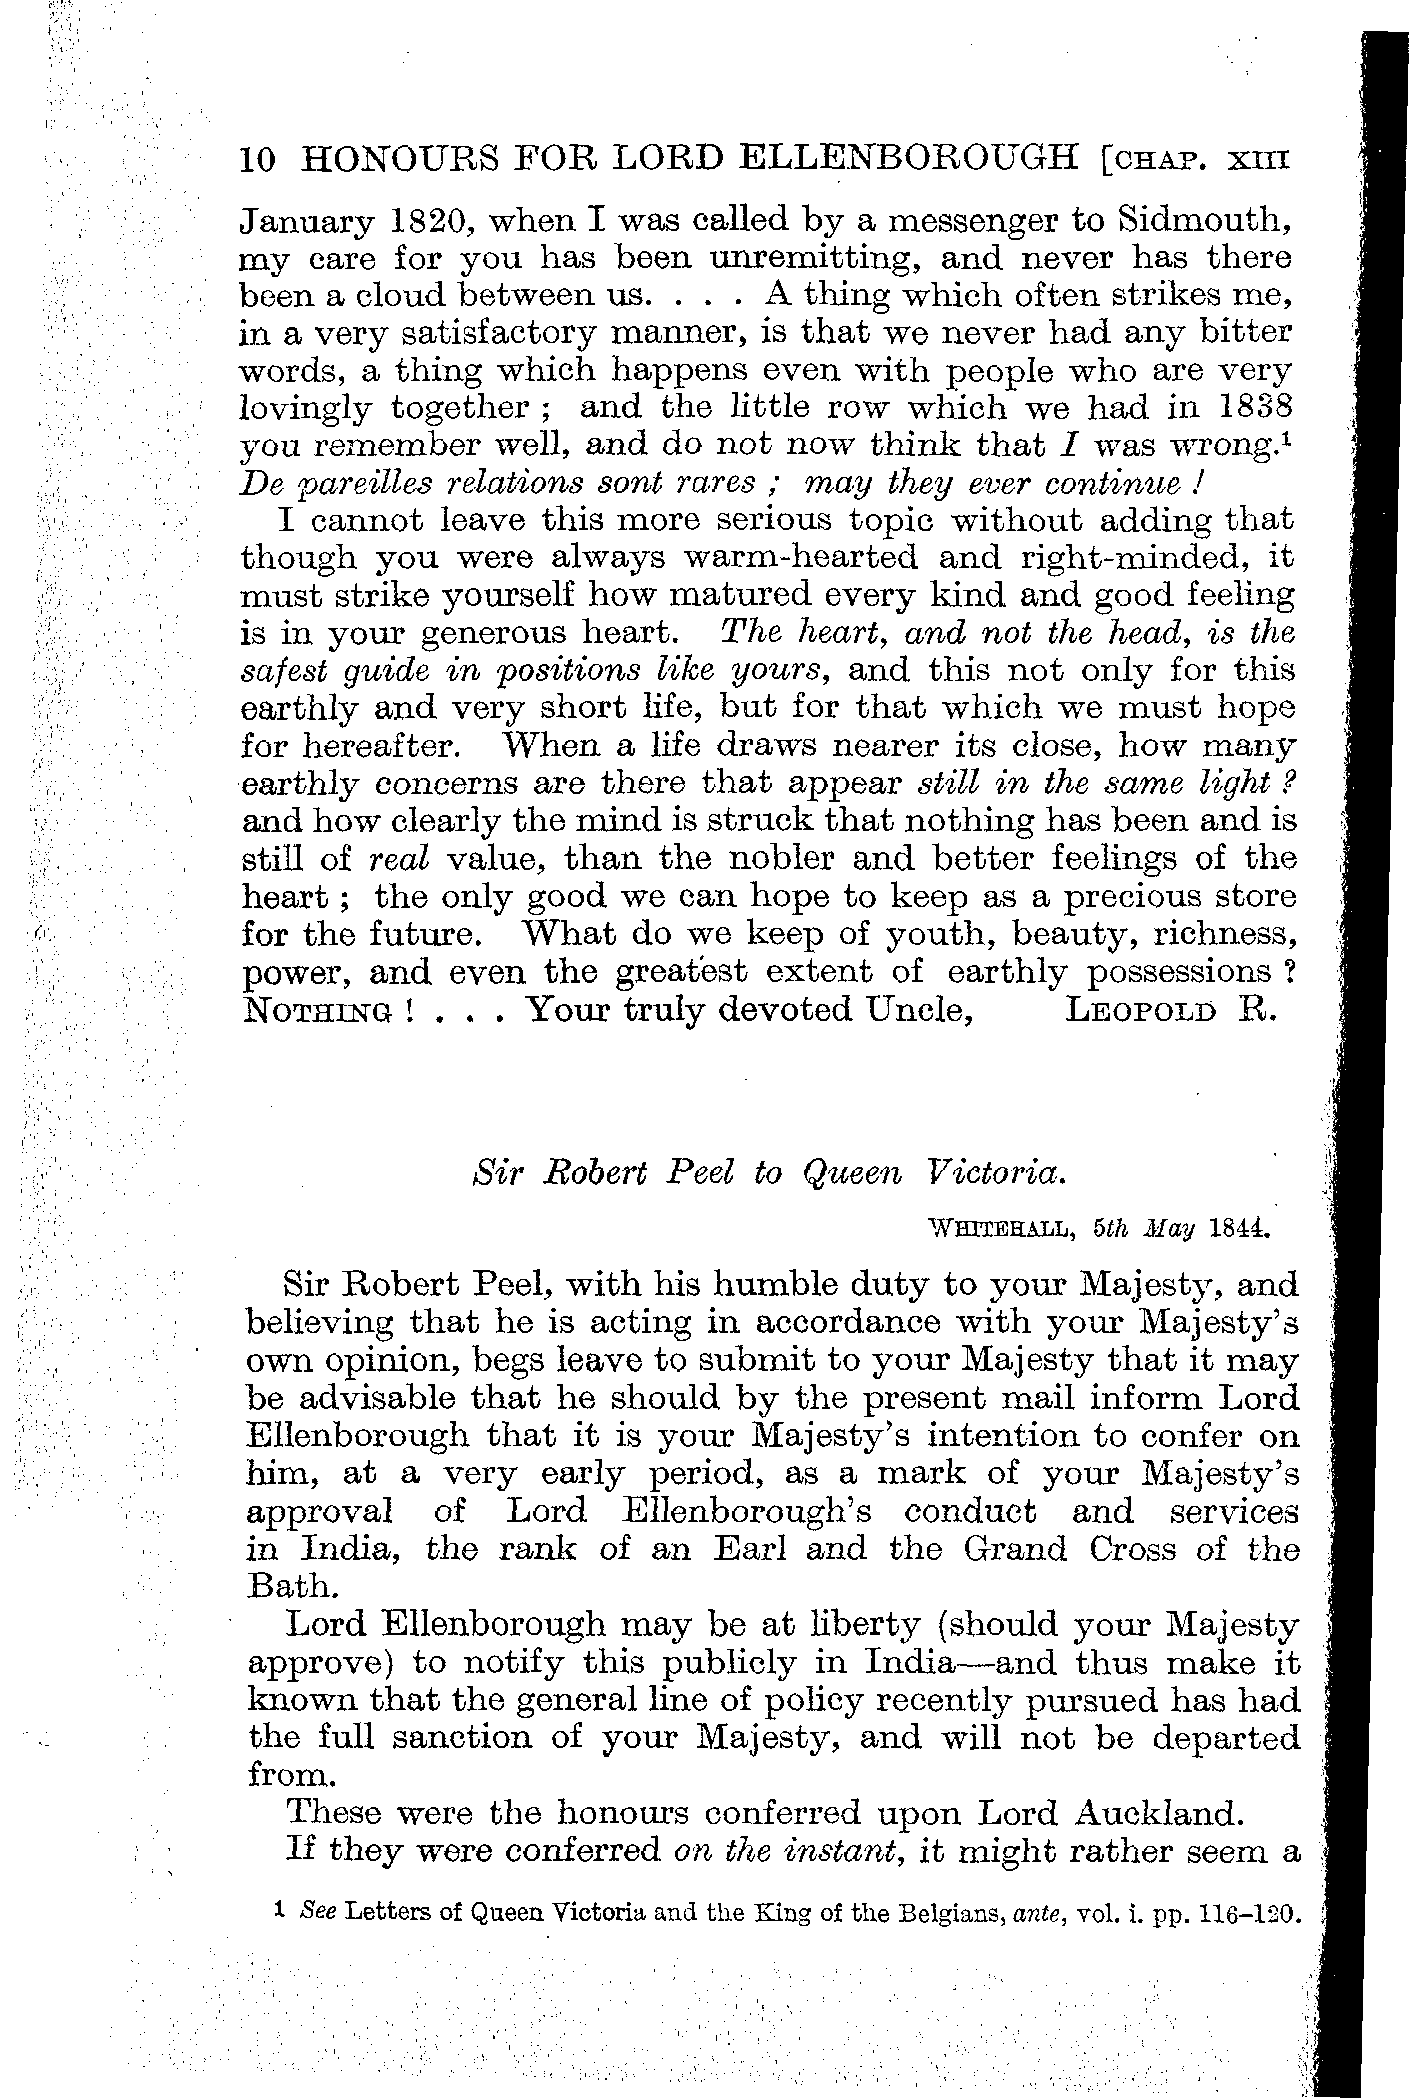 10 HONOURS FOR LORD ELLENBOROUGH [CHAP. XIII
January 1820, when I was called by a messenger to Sidmouth,
my care for you has been unremitting, and never has there
been a cloud between us. . . . A thing which often strikes me,
in a very satisfactory manner, is that we never had any bitter
words, a thing which happens even with people who are very
lovingly together ; and the little row which we had in 1838
you remember well, and do not now think that I was wrong.¹
De pareilles relations sont rares ; may they ever continue !
I cannot leave this more serious topic without adding that
though you were always warm-hearted and right-minded, it
must strike yourself how matured every kind and good feeling
is in your generous heart. The heart, and not the head, is the
safest guide in positions like yours, and this not only for this
earthly and very short life, but for that which we must hope
for hereafter. When a life draws nearer its close, how many
earthly concerns are there that appear still in the same light ?
and how clearly the mind is struck that nothing has been and is
still of real value, than the nobler and better feelings of the
heart ; the only good we can hope to keep as a precious store
for the future. What do we keep of youth, beauty, richness,
power, and even the greatest extent of earthly possessions ?
NOTHING ! . . . Your truly devoted Uncle, LEOPOLD R.
Sir Robert Peel to Queen Victoria.
WHITEHALL, 5th May 1844.
Sir Robert Peel, with his humble duty to your Majesty, and
believing that he is acting in accordance with your Majesty's
own opinion, begs leave to submit to your Majesty that it may
be advisable that he should by the present mail inform Lord
Ellenborough that it is your Majesty's intention to confer on
him, at a very early period, as a mark of your Majesty's
approval of Lord Ellenborough's conduct and services
in India, the rank of an Earl and the Grand Cross of the
Bath.
Lord Ellenborough may be at liberty (should your Majesty
approve) to notify this publicly in India—and thus make it
known that the general line of policy recently pursued has had
the full sanction of your Majesty, and will not be departed
from.
These were the honours conferred upon Lord Auckland.
If they were conferred on the instant, it might rather seem a
1 See Letters of Queen Victoria and the King of the Belgians, ante, vol. i. pp. 116–120.